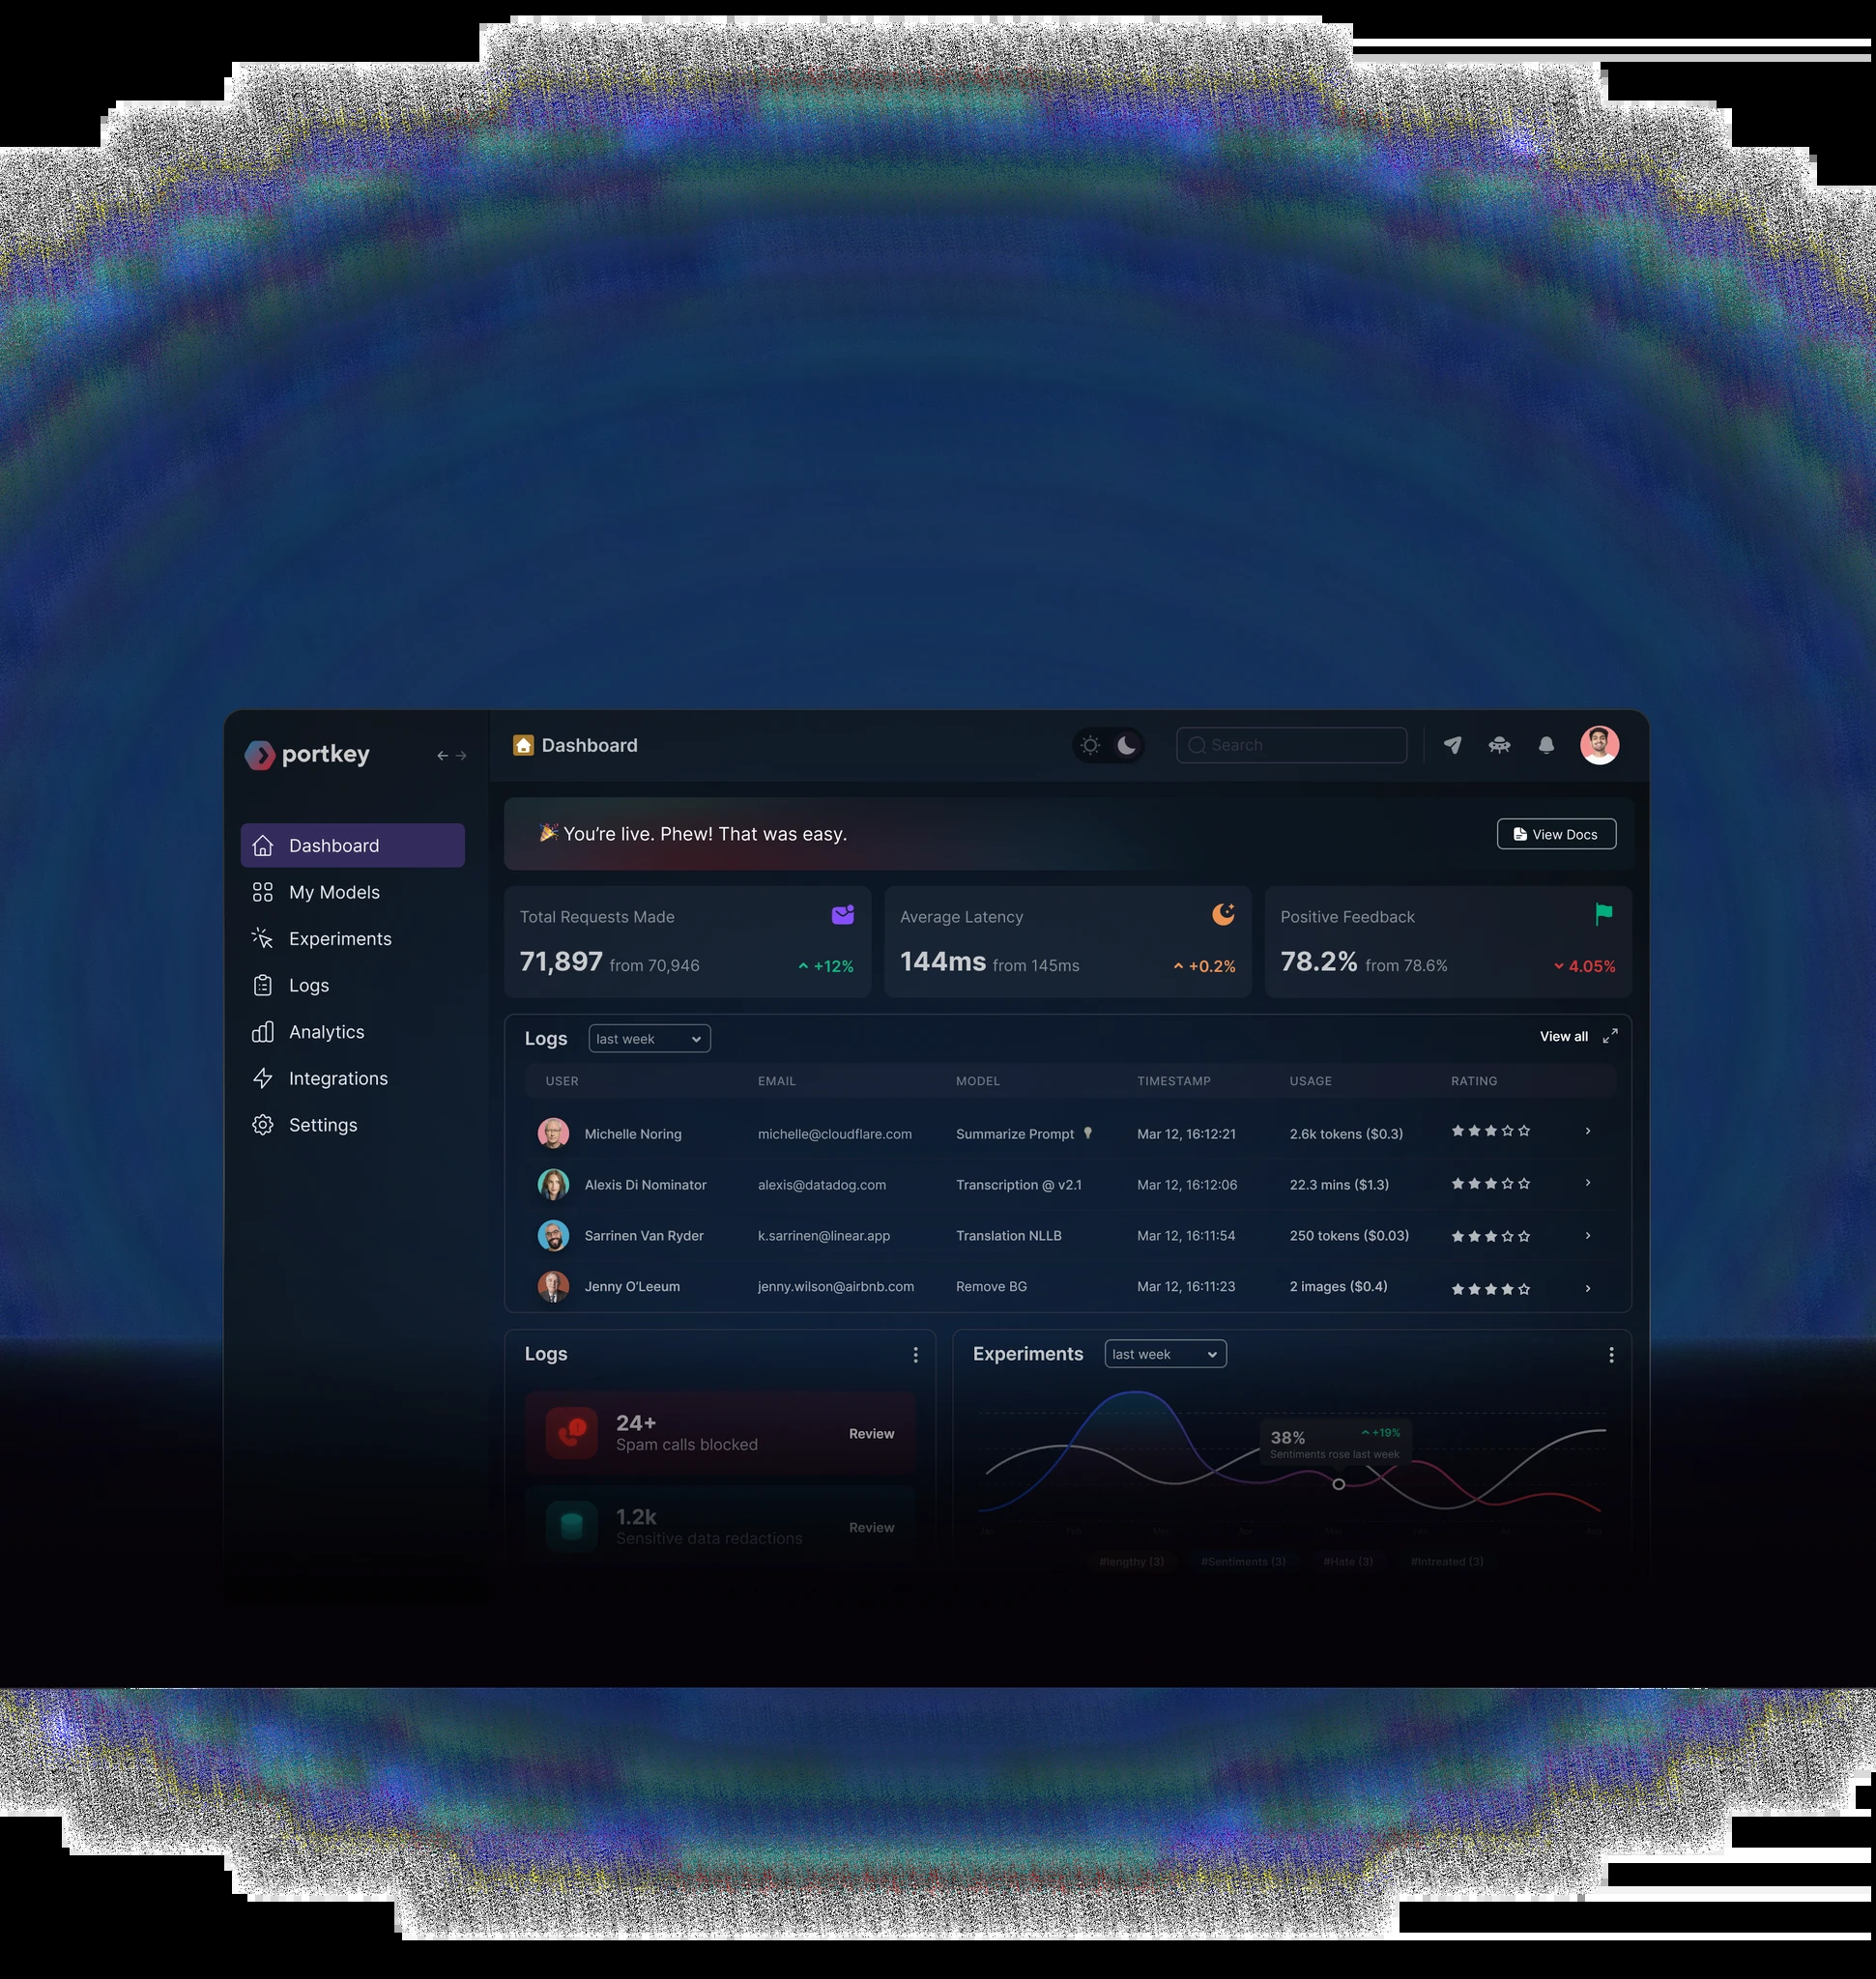 portkey
Dashboard
My Models
Experiments
Logs
Analytics
Integrations
Settings
Dashboard
Search
🎉 You're live. Phew! That was easy.
View Docs
Total Requests Made
71,897 from 70,946
+12%
Average Latency
144ms from 145ms
+0.2%
Positive Feedback
78.2% from 78.6%
4.05%
Logs last week
View all
USER EMAIL MODEL TIMESTAMP USAGE RATING
Michelle Noring michelle@cloudflare.com Summarize Prompt Mar 12, 16:12:21 2.6k tokens ($0.3)
Alexis Di Nominator alexis@datadog.com Transcription @ v2.1 Mar 12, 16:12:06 22.3 mins ($1.3)
Sarrinen Van Ryder k.sarrinen@linear.app Translation NLLB Mar 12, 16:11:54 250 tokens ($0.03)
Jenny O'Leeum jenny.wilson@airbnb.com Remove BG Mar 12, 16:11:23 2 images ($0.4)
Logs
24+
Spam calls blocked
Review
1.2k
Sensitive data redactions
Review
Experiments last week
38% +19%
Sentiments rose last week
Feb Mar Apr
#lengthy (3) #Sentiments (3) #Hate (3) #Intreated (3)